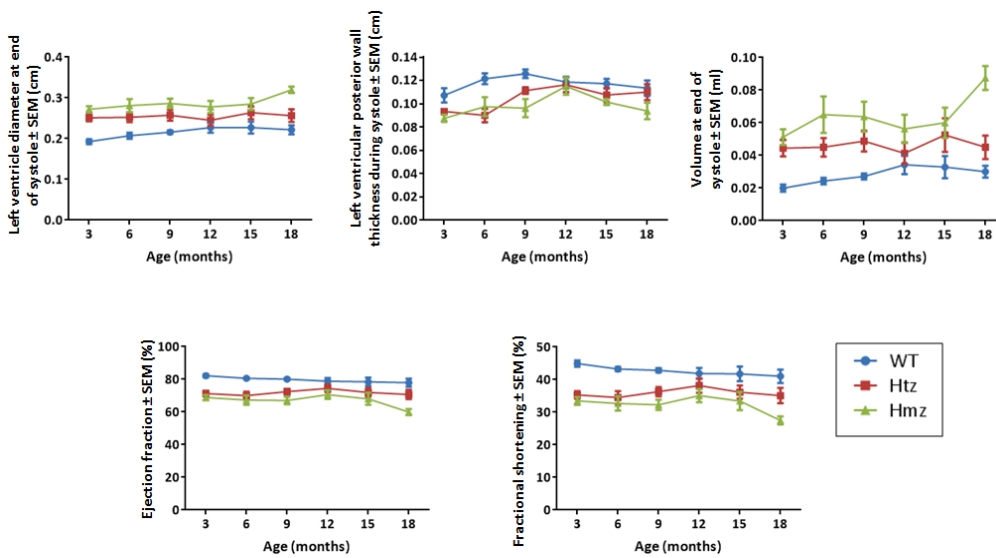 Left ventricle diameter at end
of systole ± SEM (cm)
0.4
0.3
0.2
0.1
0.0
3 6 9 12 15 18
Age (months)
Left ventricular posterior wall
thickness during systole ± SEM (cm)
0.14
0.12
0.10
0.08
0.06
0.04
0.02
0.00
3 6 9 12 15 18
Age (months)
Volume at end of
systole ± SEM (ml)
0.10
0.08
0.06
0.04
0.02
0.00
3 6 9 12 15 18
Age (months)
Ejection fraction ± SEM (%)
100
80
60
40
20
0
3 6 9 12 15 18
Age (months)
Fractional shortening ± SEM (%)
50
40
30
20
10
0
3 6 9 12 15 18
Age (months)
WT
Htz
Hmz